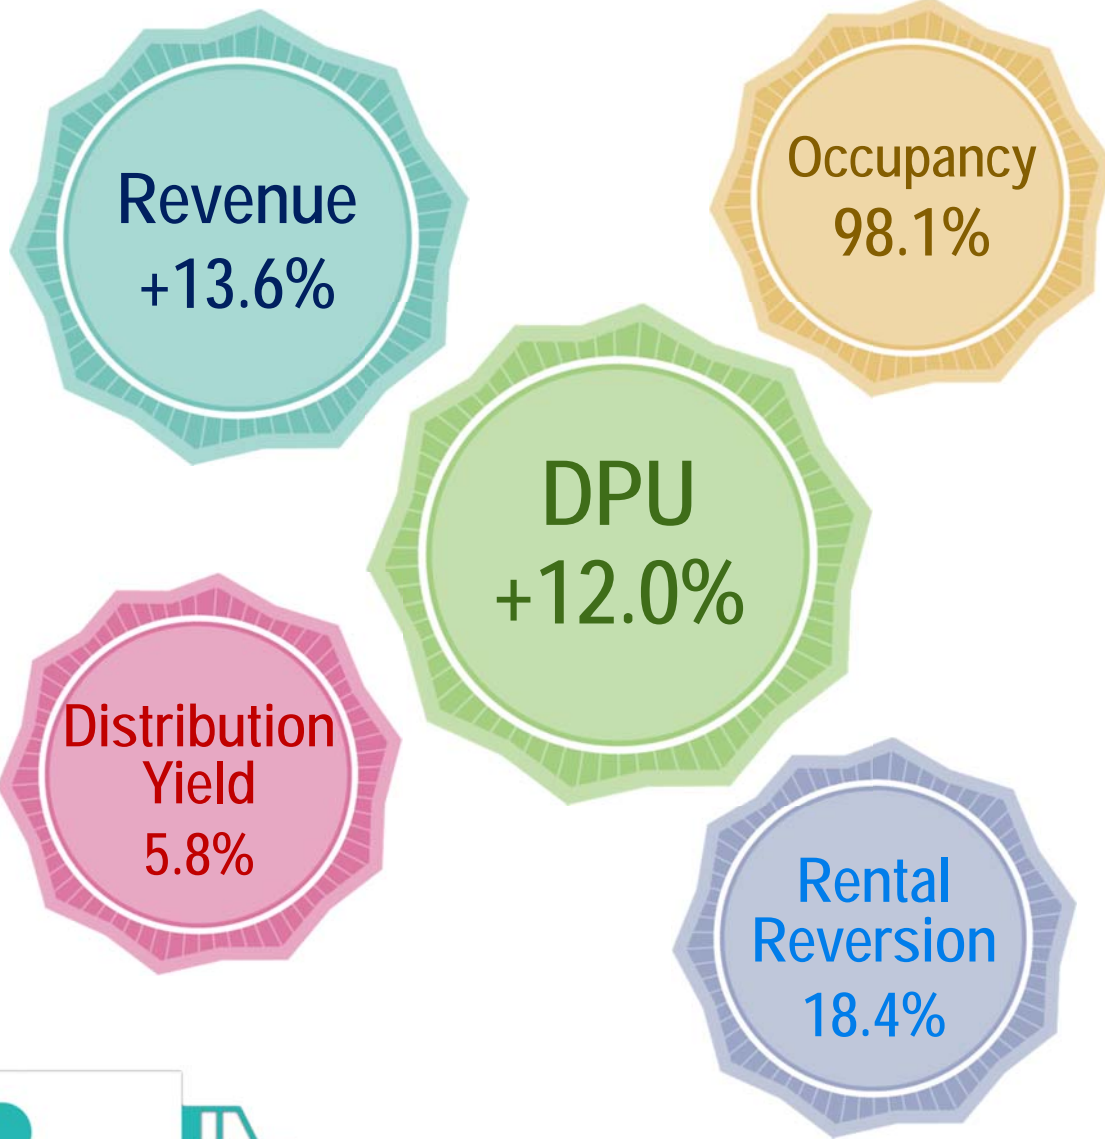 Revenue
+13.6%
Occupancy
98.1%
DPU
+12.0%
Distribution
Yield
5.8%
Rental
Reversion
18.4%